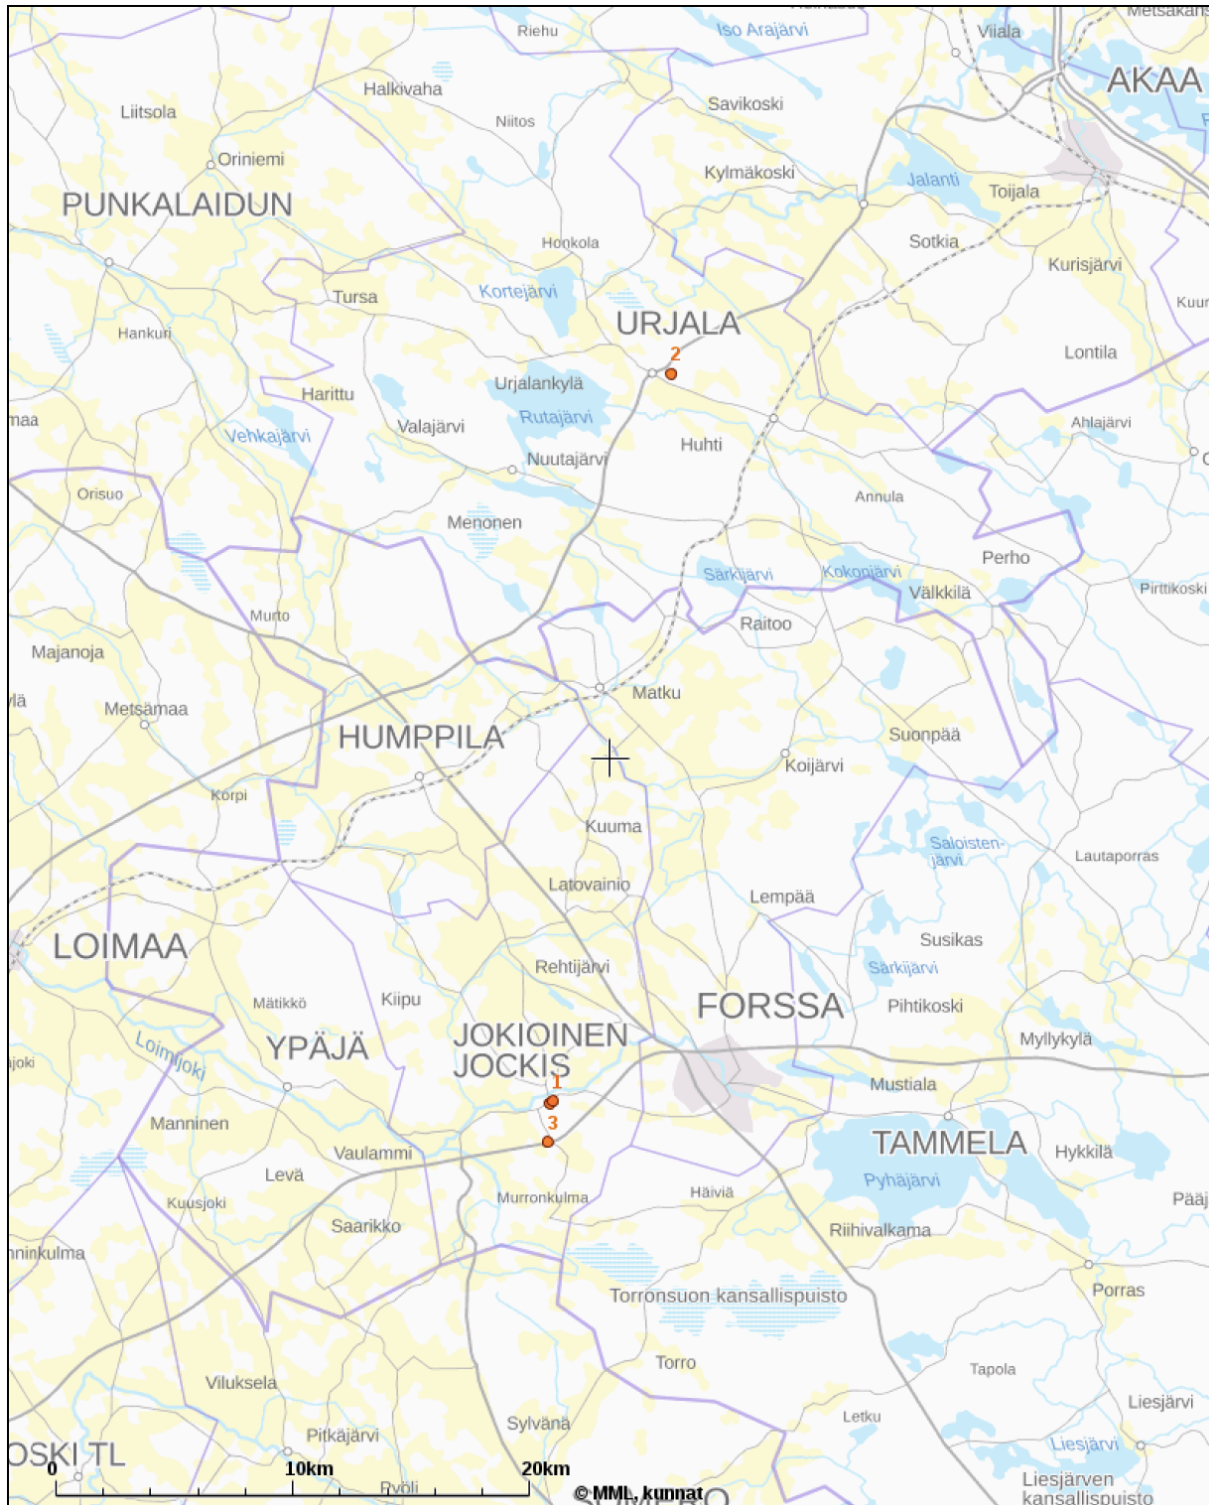 Riehu
Iso Arajärvi
Viiala
AKAA
Halkivaha
Liitsola
Niitos
Savikoski
Oriniemi
Kylmäkoski
Jalanti
Toijala
PUNKALAIDUN
Honkola
Sotkia
Kurisjärvi
Tursa
Kortejärvi
Hankuri
URJALA
Lontila
2
Urjalankylä
Harittu
Rutajärvi
Valajärvi
Vehkajärvi
Ahlajärvi
Huhti
Nuutajärvi
Orisuo
Annula
Menonen
Perho
Särkijärvi
Kokonjärvi
Välkkilä
Pirttikoski
Murto
Raitoo
Majanoja
Matku
Metsämaa
HUMPPILA
Suonpää
Koijärvi
Korpi
Kuuma
Saloisten-
järvi
Lautaporras
Latovainio
Lempää
LOIMAA
Susikas
Rehtijärvi
Särkijärvi
Mätikkö
Kiipu
FORSSA
Pihtikoski
YPÄJÄ
JOKIOINEN
JOCKIS
Myllykylä
Loimijoki
1
Mustiala
Manninen
3
Vaulammi
TAMMELA
Hykkilä
Levä
Pyhäjärvi
Kuusjoki
Murronkulma
Häiviä
Saarikko
Riihivalkama
Torronsuon kansallispuisto
Porras
Torro
Tapola
Viluksela
Liesjärvi
Sylvänä
Letku
Pitkäjärvi
Liesjärvi
OSKI TL
0
10km
20km
Liesjärven
kansallispuisto
© MML, kunnat